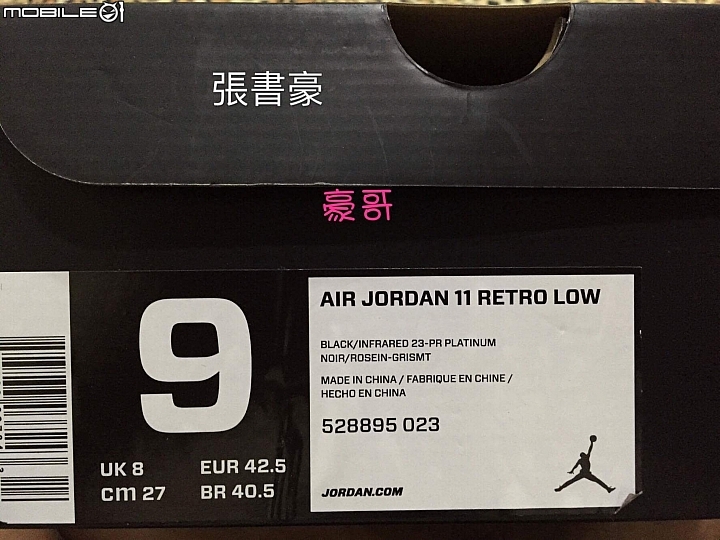 MOBILE01
張書豪
豪哥
9
UK 8 EUR 42.5
cm 27 BR 40.5
AIR JORDAN 11 RETRO LOW
BLACK/INFRARED 23-PR PLATINUM
NOIR/ROSEIN-GRISMT
MADE IN CHINA / FABRIQUE EN CHINE /
HECHO EN CHINA
528895 023
JORDAN.COM